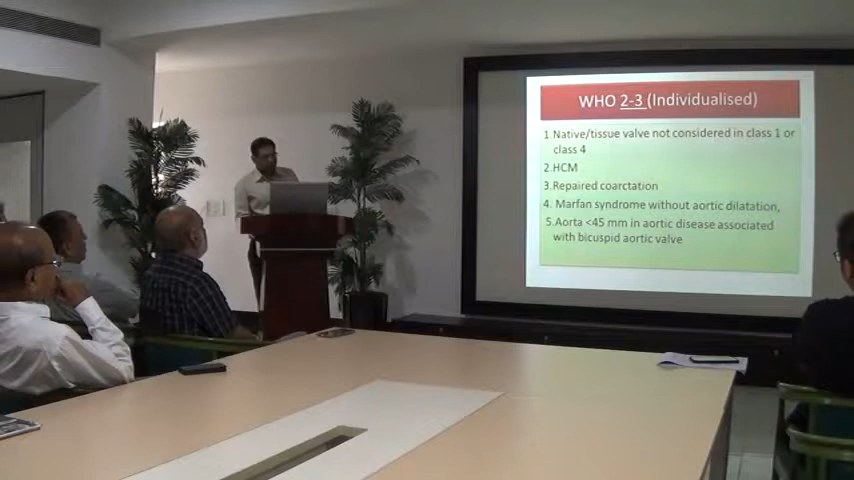 WHO 2-3 (Individualised)
1 Native/tissue valve not considered in class 1 or
class 4
2. HCM
3. Repaired coarctation
4. Marfan syndrome without aortic dilatation,
5. Aorta <45 mm in aortic disease associated
with bicuspid aortic valve